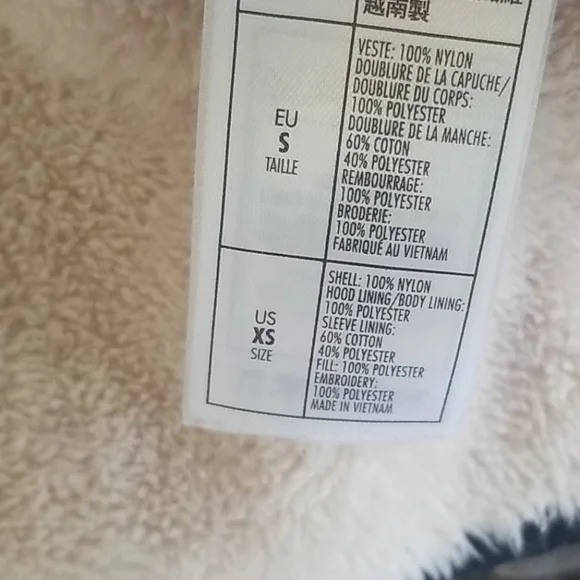 越南製
EU
S
TAILLE
VESTE: 100% NYLON
DOUBLURE DE LA CAPUCHE/
DOUBLURE DU CORPS:
100% POLYESTER
DOUBLURE DE LA MANCHE:
60% COTON
40% POLYESTER
REMBOURRAGE:
100% POLYESTER
BRODERIE:
100% POLYESTER
FABRIQUÉ AU VIETNAM
US
XS
SIZE
SHELL: 100% NYLON
HOOD LINING/BODY LINING:
100% POLYESTER
SLEEVE LINING:
60% COTTON
40% POLYESTER
FILL: 100% POLYESTER
EMBROIDERY:
100% POLYESTER
MADE IN VIETNAM